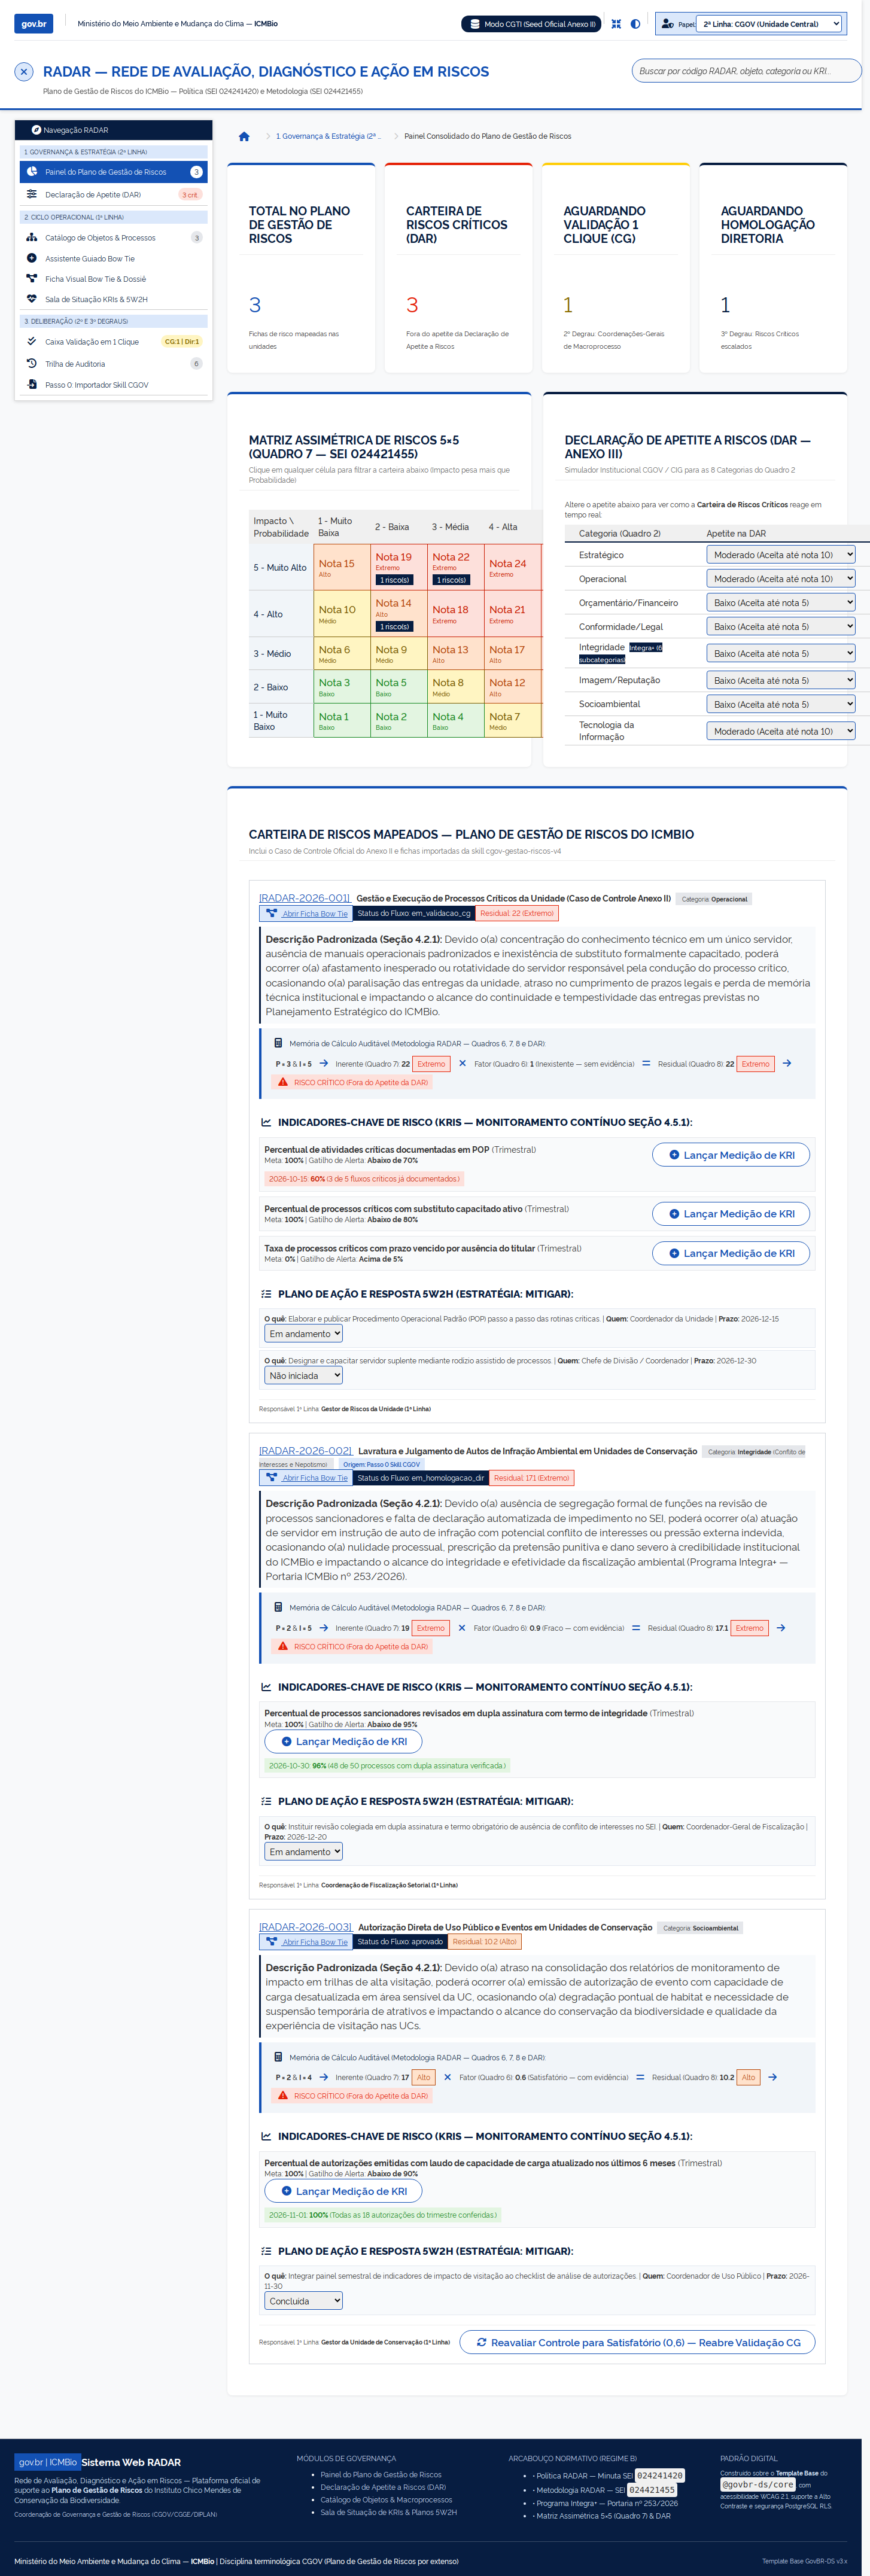 gov.br
Ministério do Meio Ambiente e Mudança do Clima — ICMBio
Modo CGTI (Seed Oficial Anexo II)
Papel: 2ª Linha: CGOV (Unidade Central)
RADAR — REDE DE AVALIAÇÃO, DIAGNÓSTICO E AÇÃO EM RISCOS
Plano de Gestão de Riscos do ICMBio — Política (SEI 024241420) e Metodologia (SEI 024421455)
Buscar por código RADAR, objeto, categoria ou KRI...
Navegação RADAR
1. GOVERNANÇA & ESTRATÉGIA (2ª LINHA)
Painel do Plano de Gestão de Riscos 3
Declaração de Apetite (DAR) 3 crit.
2. CICLO OPERACIONAL (1ª LINHA)
Catálogo de Objetos & Processos 3
Assistente Guiado Bow Tie
Ficha Visual Bow Tie & Dossiê
Sala de Situação KRIs & 5W2H
3. DELIBERAÇÃO (2º E 3º DEGRAUS)
Caixa Validação em 1 Clique CG:1 | Dir:1
Trilha de Auditoria 6
Passo 0: Importador Skill CGOV
1. Governança & Estratégia (2ª ...
Painel Consolidado do Plano de Gestão de Riscos
TOTAL NO PLANO
DE GESTÃO DE
RISCOS
3
Fichas de risco mapeadas nas
unidades
CARTEIRA DE
RISCOS CRÍTICOS
(DAR)
3
Fora do apetite da Declaração de
Apetite a Riscos
AGUARDANDO
VALIDAÇÃO 1
CLIQUE (CG)
1
2º Degrau: Coordenações-Gerais
de Macroprocesso
AGUARDANDO
HOMOLOGAÇÃO
DIRETORIA
1
3º Degrau: Riscos Críticos
escalados
MATRIZ ASSIMÉTRICA DE RISCOS 5×5
(QUADRO 7 — SEI 024421455)
Clique em qualquer célula para filtrar a carteira abaixo (Impacto pesa mais que
Probabilidade)
Impacto \
Probabilidade
1 - Muito
Baixa
2 - Baixa
3 - Média
4 - Alta
5 - Muito Alto
Nota 15
Alto
Nota 19
Extremo
1 risco(s)
Nota 22
Extremo
1 risco(s)
Nota 24
Extremo
4 - Alto
Nota 10
Médio
Nota 14
Alto
1 risco(s)
Nota 18
Extremo
Nota 21
Extremo
3 - Médio
Nota 6
Médio
Nota 9
Médio
Nota 13
Alto
Nota 17
Alto
2 - Baixo
Nota 3
Baixo
Nota 5
Baixo
Nota 8
Médio
Nota 12
Alto
1 - Muito
Baixo
Nota 1
Baixo
Nota 2
Baixo
Nota 4
Baixo
Nota 7
Médio
DECLARAÇÃO DE APETITE A RISCOS (DAR —
ANEXO III)
Simulador Institucional CGOV / CIG para as 8 Categorias do Quadro 2
Altere o apetite abaixo para ver como a Carteira de Riscos Críticos reage em
tempo real:
Categoria (Quadro 2) Apetite na DAR
Estratégico Moderado (Aceita até nota 10)
Operacional Moderado (Aceita até nota 10)
Orçamentário/Financeiro Baixo (Aceita até nota 5)
Conformidade/Legal Baixo (Aceita até nota 5)
Integridade Integra+ (6
subcategorias) Baixo (Aceita até nota 5)
Imagem/Reputação Baixo (Aceita até nota 5)
Socioambiental Baixo (Aceita até nota 5)
Tecnologia da
Informação Moderado (Aceita até nota 10)
CARTEIRA DE RISCOS MAPEADOS — PLANO DE GESTÃO DE RISCOS DO ICMBIO
Inclui o Caso de Controle Oficial do Anexo II e fichas importadas da skill cgov-gestao-riscos-v4
[RADAR-2026-001] Gestão e Execução de Processos Críticos da Unidade (Caso de Controle Anexo II) Categoria: Operacional
Abrir Ficha Bow Tie Status do Fluxo: em_validacao_cg Residual: 22 (Extremo)
Descrição Padronizada (Seção 4.2.1): Devido o(a) concentração do conhecimento técnico em um único servidor,
ausência de manuais operacionais padronizados e inexistência de substituto formalmente capacitado, poderá
ocorrer o(a) afastamento inesperado ou rotatividade do servidor responsável pela condução do processo crítico,
ocasionando o(a) paralisação das entregas da unidade, atraso no cumprimento de prazos legais e perda de memória
técnica institucional e impactando o alcance do continuidade e tempestividade das entregas previstas no
Planejamento Estratégico do ICMBio.
Memória de Cálculo Auditável (Metodologia RADAR — Quadros 6, 7, 8 e DAR):
P = 3 & I = 5 → Inerente (Quadro 7): 22 Extremo × Fator (Quadro 6): 1 (Inexistente — sem evidência) = Residual (Quadro 8): 22 Extremo →
RISCO CRÍTICO (Fora do Apetite da DAR)
INDICADORES-CHAVE DE RISCO (KRIS — MONITORAMENTO CONTÍNUO SEÇÃO 4.5.1):
Percentual de atividades críticas documentadas em POP (Trimestral)
Meta: 100% | Gatilho de Alerta: Abaixo de 70%
Lançar Medição de KRI
2026-10-15: 60% (3 de 5 fluxos críticos já documentados.)
Percentual de processos críticos com substituto capacitado ativo (Trimestral)
Meta: 100% | Gatilho de Alerta: Abaixo de 80%
Lançar Medição de KRI
Taxa de processos críticos com prazo vencido por ausência do titular (Trimestral)
Meta: 0% | Gatilho de Alerta: Acima de 5%
Lançar Medição de KRI
PLANO DE AÇÃO E RESPOSTA 5W2H (ESTRATÉGIA: MITIGAR):
O quê: Elaborar e publicar Procedimento Operacional Padrão (POP) passo a passo das rotinas críticas. | Quem: Coordenador da Unidade | Prazo: 2026-12-15
Em andamento
O quê: Designar e capacitar servidor suplente mediante rodízio assistido de processos. | Quem: Chefe de Divisão / Coordenador | Prazo: 2026-12-30
Não iniciada
Responsável 1ª Linha: Gestor de Riscos da Unidade (1ª Linha)
[RADAR-2026-002] Lavratura e Julgamento de Autos de Infração Ambiental em Unidades de Conservação Categoria: Integridade (Conflito de
Interesses e Nepotismo) Origem: Passo 0 Skill CGOV
Abrir Ficha Bow Tie Status do Fluxo: em_homologacao_dir Residual: 17.1 (Extremo)
Descrição Padronizada (Seção 4.2.1): Devido o(a) ausência de segregação formal de funções na revisão de
processos sancionadores e falta de declaração automatizada de impedimento no SEI, poderá ocorrer o(a) atuação
de servidor em instrução de auto de infração com potencial conflito de interesses ou pressão externa indevida,
ocasionando o(a) nulidade processual, prescrição da pretensão punitiva e dano severo à credibilidade institucional
do ICMBio e impactando o alcance do integridade e efetividade da fiscalização ambiental (Programa Integra+ —
Portaria ICMBio nº 253/2026).
Memória de Cálculo Auditável (Metodologia RADAR — Quadros 6, 7, 8 e DAR):
P = 2 & I = 5 → Inerente (Quadro 7): 19 Extremo × Fator (Quadro 6): 0.9 (Fraco — com evidência) = Residual (Quadro 8): 17.1 Extremo →
RISCO CRÍTICO (Fora do Apetite da DAR)
INDICADORES-CHAVE DE RISCO (KRIS — MONITORAMENTO CONTÍNUO SEÇÃO 4.5.1):
Percentual de processos sancionadores revisados em dupla assinatura com termo de integridade (Trimestral)
Meta: 100% | Gatilho de Alerta: Abaixo de 95%
Lançar Medição de KRI
2026-10-30: 96% (48 de 50 processos com dupla assinatura verificada.)
PLANO DE AÇÃO E RESPOSTA 5W2H (ESTRATÉGIA: MITIGAR):
O quê: Instituir revisão colegiada em dupla assinatura e termo obrigatório de ausência de conflito de interesses no SEI. | Quem: Coordenador-Geral de Fiscalização |
Prazo: 2026-12-20
Em andamento
Responsável 1ª Linha: Coordenação de Fiscalização Setorial (1ª Linha)
[RADAR-2026-003] Autorização Direta de Uso Público e Eventos em Unidades de Conservação Categoria: Socioambiental
Abrir Ficha Bow Tie Status do Fluxo: aprovado Residual: 10.2 (Alto)
Descrição Padronizada (Seção 4.2.1): Devido o(a) atraso na consolidação dos relatórios de monitoramento de
impacto em trilhas de alta visitação, poderá ocorrer o(a) emissão de autorização de evento com capacidade de
carga desatualizada em área sensível da UC, ocasionando o(a) degradação pontual de habitat e necessidade de
suspensão temporária de atrativos e impactando o alcance do conservação da biodiversidade e qualidade da
experiência de visitação nas UCs.
Memória de Cálculo Auditável (Metodologia RADAR — Quadros 6, 7, 8 e DAR):
P = 2 & I = 4 → Inerente (Quadro 7): 17 Alto × Fator (Quadro 6): 0.6 (Satisfatório — com evidência) = Residual (Quadro 8): 10.2 Alto →
RISCO CRÍTICO (Fora do Apetite da DAR)
INDICADORES-CHAVE DE RISCO (KRIS — MONITORAMENTO CONTÍNUO SEÇÃO 4.5.1):
Percentual de autorizações emitidas com laudo de capacidade de carga atualizado nos últimos 6 meses (Trimestral)
Meta: 100% | Gatilho de Alerta: Abaixo de 90%
Lançar Medição de KRI
2026-11-01: 100% (Todas as 18 autorizações do trimestre conferidas.)
PLANO DE AÇÃO E RESPOSTA 5W2H (ESTRATÉGIA: MITIGAR):
O quê: Integrar painel semestral de indicadores de impacto de visitação ao checklist de análise de autorizações. | Quem: Coordenador de Uso Público | Prazo: 2026-
11-30
Concluída
Responsável 1ª Linha: Gestor da Unidade de Conservação (1ª Linha)
Reavaliar Controle para Satisfatório (0,6) — Reabre Validação CG
gov.br | ICMBio Sistema Web RADAR
Rede de Avaliação, Diagnóstico e Ação em Riscos — Plataforma oficial de
suporte ao Plano de Gestão de Riscos do Instituto Chico Mendes de
Conservação da Biodiversidade.
Coordenação de Governança e Gestão de Riscos (CGOV/CGGE/DIPLAN)
MÓDULOS DE GOVERNANÇA
Painel do Plano de Gestão de Riscos
Declaração de Apetite a Riscos (DAR)
Catálogo de Objetos & Macroprocessos
Sala de Situação de KRIs & Planos 5W2H
ARCABOUÇO NORMATIVO (REGIME B)
• Política RADAR — Minuta SEI 024241420
• Metodologia RADAR — SEI 024421455
• Programa Integra+ — Portaria nº 253/2026
• Matriz Assimétrica 5×5 (Quadro 7) & DAR
PADRÃO DIGITAL
Construído sobre o Template Base do
@govbr-ds/core com
acessibilidade WCAG 2.1, suporte a Alto
Contraste e segurança PostgreSQL RLS.
Ministério do Meio Ambiente e Mudança do Clima — ICMBio | Disciplina terminológica CGOV (Plano de Gestão de Riscos por extenso)
Template Base GovBR-DS v3.x